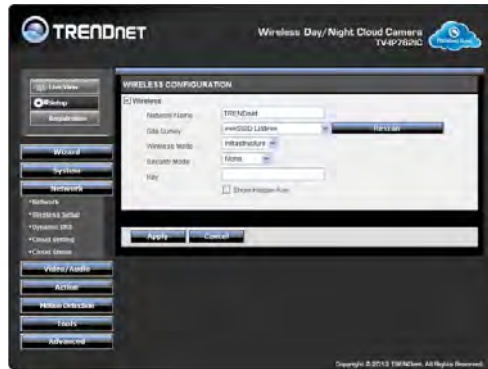 TRENDNET
Wireless Day/Night Cloud Camera
TV-IP762IC
Live View
Setup
Registration
Wizard
System
Network
•Network
•Wireless Setup
•Dynamic DNS
•Cloud Setting
•Cloud Status
Video/Audio
Action
Motion Detection
Tools
Advanced
WIRELESS CONFIGURATION
Wireless
Network Name
TRENDnet
Site Survey
Rescan
Wireless Mode
Infrastructure
Security Mode
None
Key
Show Hidden Key
Apply
Cancel
Copyright © 2013 TRENDnet. All Rights Reserved.